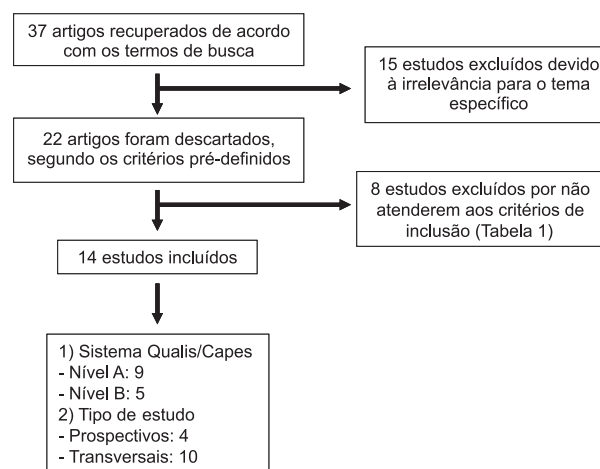 37 artigos recuperados de acordo
com os termos de busca
15 estudos excluídos devido
à irrelevância para o tema
específico
22 artigos foram descartados,
segundo os critérios pré-definidos
8 estudos excluídos por não
atenderem aos critérios de
inclusão (Tabela 1)
14 estudos incluídos
1) Sistema Qualis/Capes
- Nível A: 9
- Nível B: 5
2) Tipo de estudo
- Prospectivos: 4
- Transversais: 10